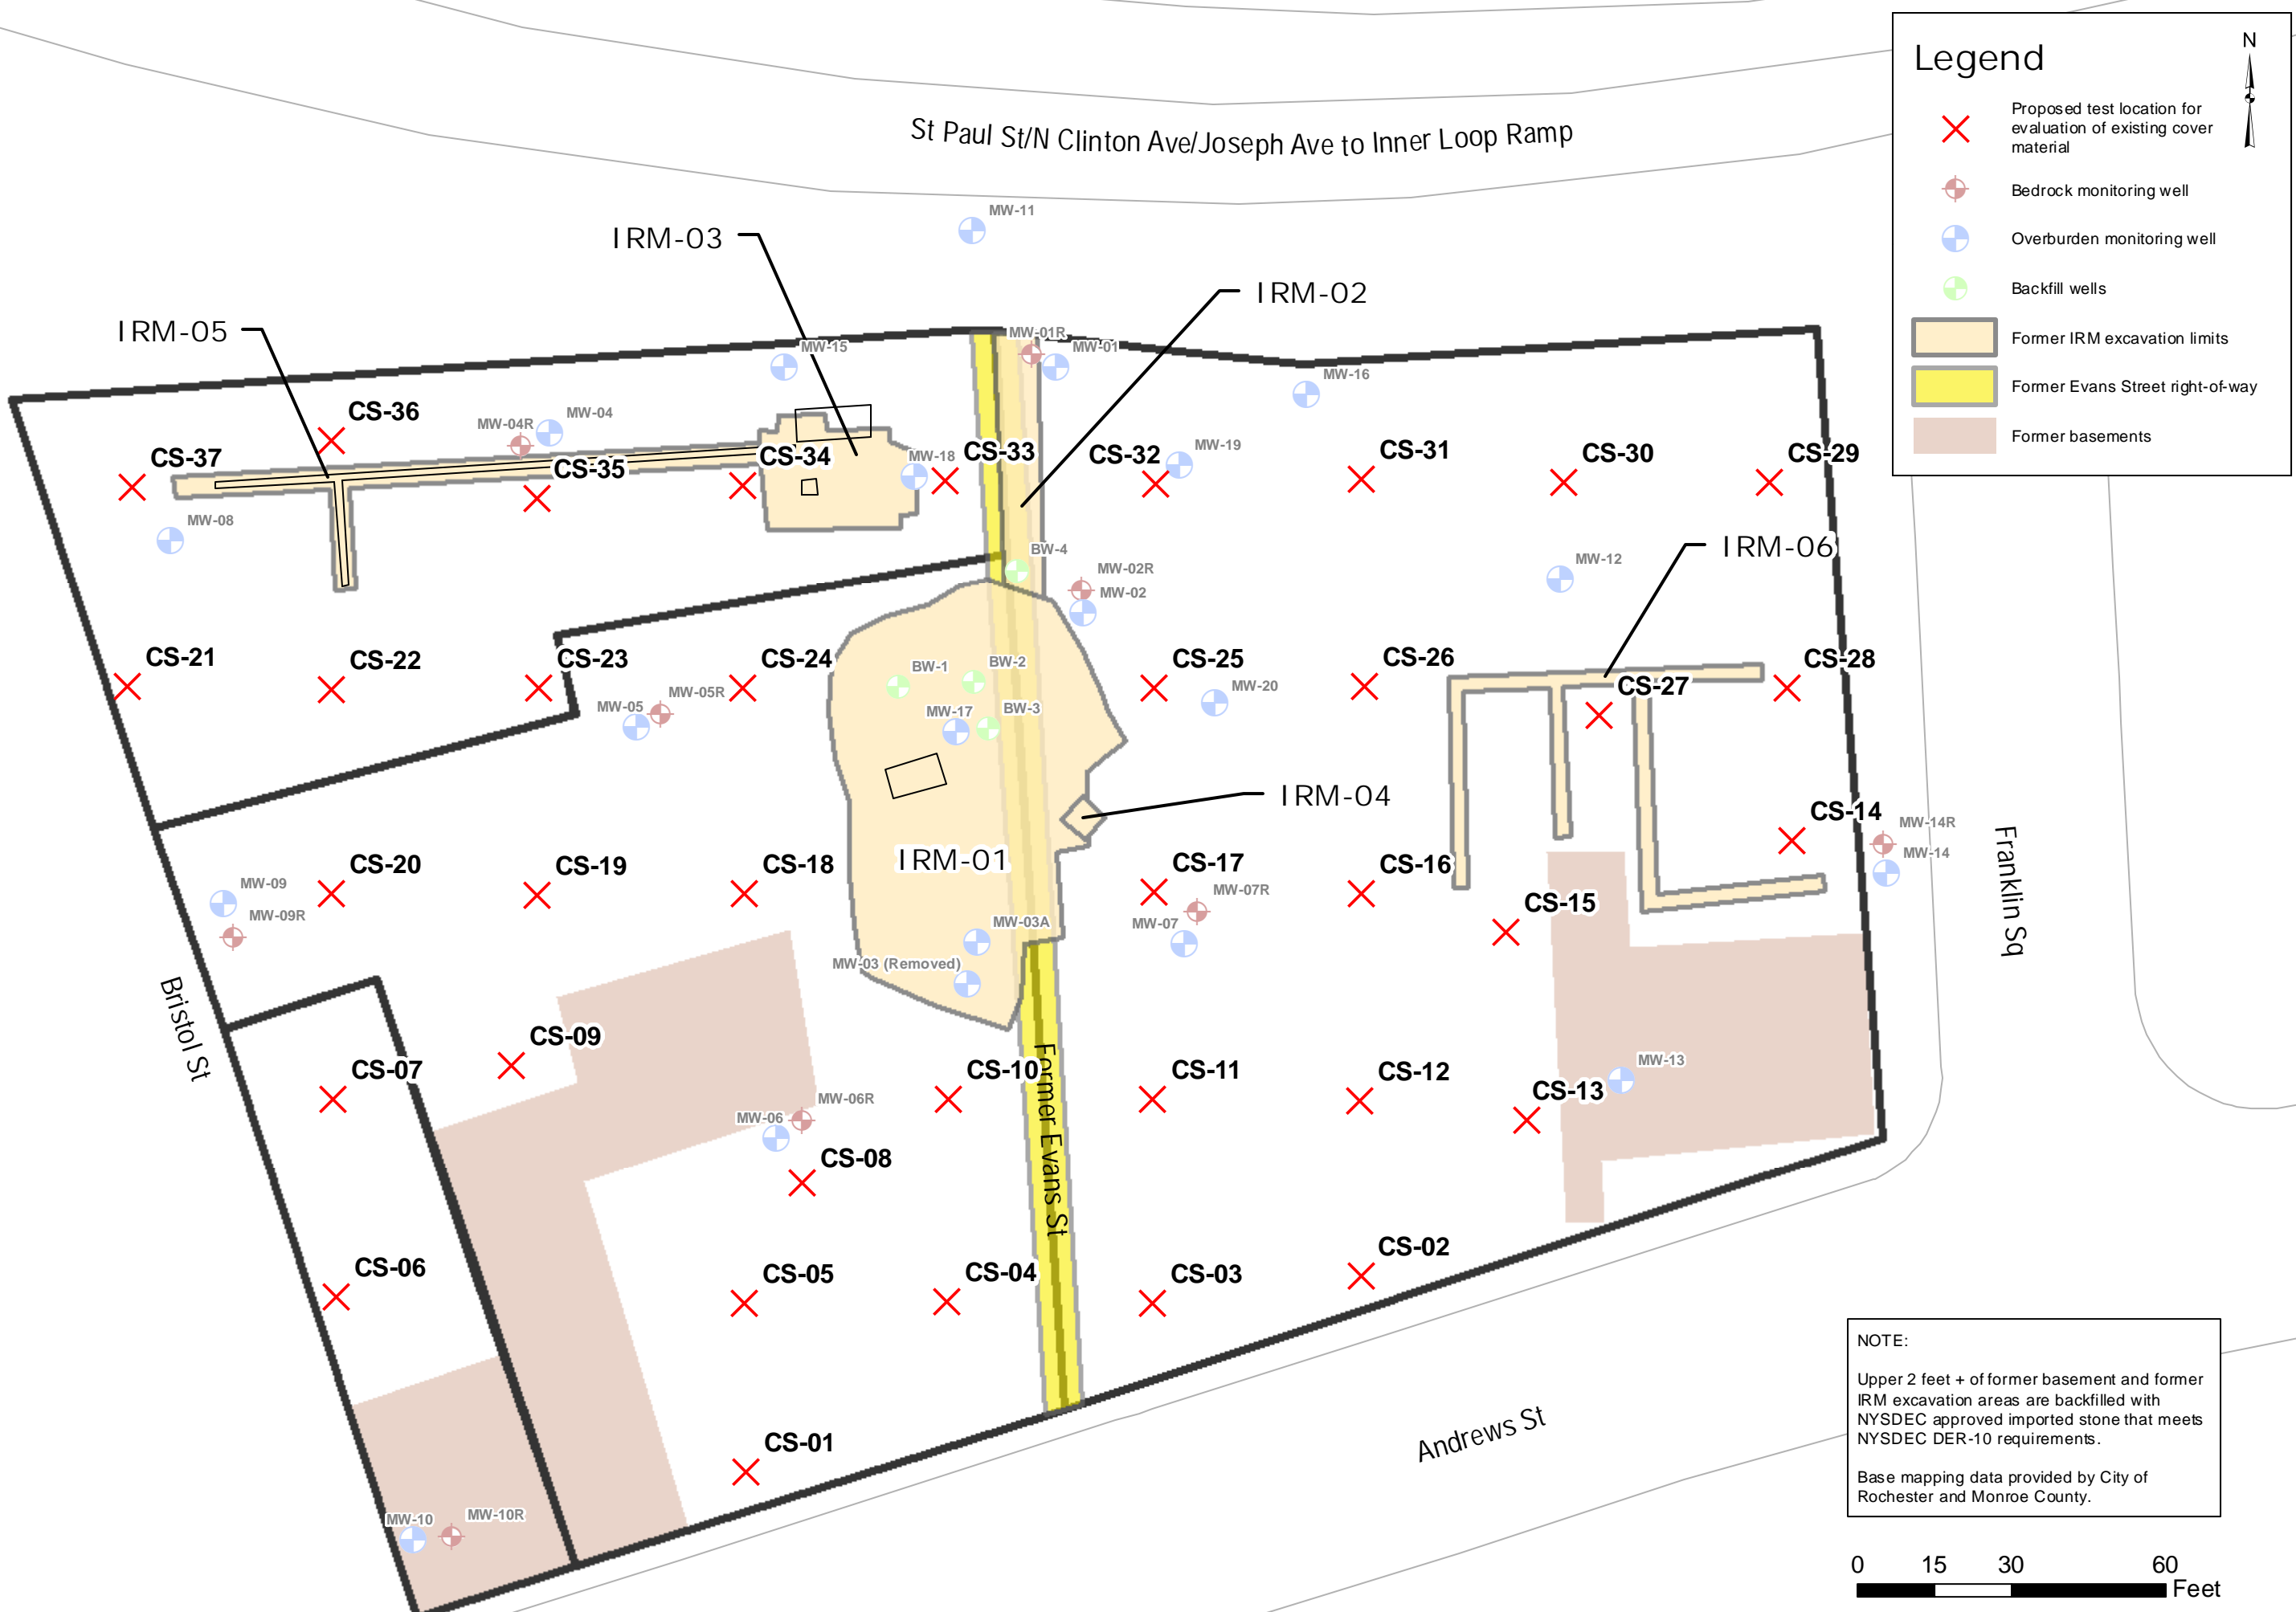 Legend
N
Proposed test location for
evaluation of existing cover
material
Bedrock monitoring well
Overburden monitoring well
Backfill wells
Former IRM excavation limits
Former Evans Street right-of-way
Former basements
St Paul St/N Clinton Ave/Joseph Ave to Inner Loop Ramp
MW-11
IRM-03
IRM-02
IRM-05
MW-01R
MW-01
MW-15
MW-16
CS-36
MW-04R
MW-04
CS-37
CS-35
CS-34
MW-18
CS-33
CS-32
MW-19
CS-31
CS-30
CS-29
MW-08
BW-4
MW-02R
MW-02
MW-12
IRM-06
CS-21
CS-22
CS-23
CS-24
BW-1
BW-2
CS-25
CS-26
CS-27
CS-28
MW-05
MW-05R
MW-17
BW-3
MW-20
IRM-04
CS-14
MW-14R
MW-14
IRM-01
CS-20
CS-19
CS-18
CS-17
CS-16
CS-15
MW-09
MW-09R
MW-07R
MW-07
MW-03A
MW-03 (Removed)
Franklin Sq
Bristol St
CS-09
CS-07
CS-10
CS-11
CS-12
CS-13
MW-13
MW-06R
MW-06
CS-08
Former Evans St
CS-06
CS-05
CS-04
CS-03
CS-02
CS-01
Andrews St
MW-10
MW-10R
NOTE:
Upper 2 feet + of former basement and former
IRM excavation areas are backfilled with
NYSDEC approved imported stone that meets
NYSDEC DER-10 requirements.
Base mapping data provided by City of
Rochester and Monroe County.
0 15 30 60
Feet